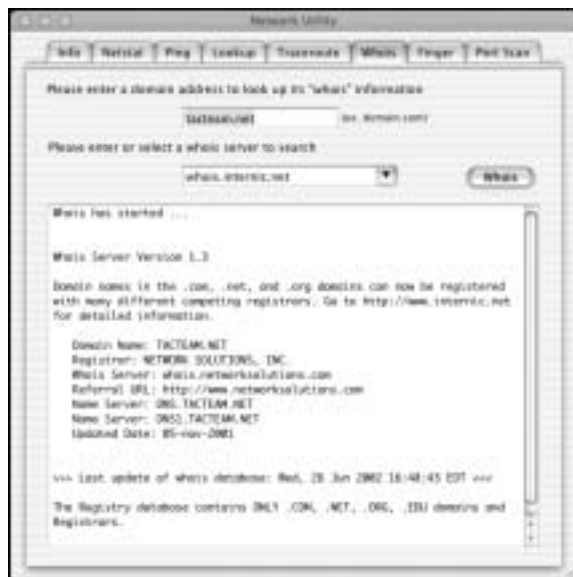 Network Utility
Info Netstat Ping Lookup Traceroute Whois Finger Port Scan
Please enter a domain address to look up its "whois" information
tacteam.net (ex. domain.com)
Please enter or select a whois server to search
whois.internic.net Whois
Whois has started ...
Whois Server Version 1.3
Domain names in the .com, .net, and .org domains can now be registered
with many different competing registrars. Go to http://www.internic.net
for detailed information.
Domain Name: TACTEAM.NET
Registrar: NETWORK SOLUTIONS, INC.
Whois Server: whois.networksolutions.com
Referral URL: http://www.networksolutions.com
Name Server: DNS.TACTEAM.NET
Name Server: DNS1.TACTEAM.NET
Updated Date: 05-nov-2001
>>> Last update of whois database: Wed, 26 Jun 2002 16:48:43 EDT <<<
The Registry database contains ONLY .COM, .NET, .ORG, .EDU domains and
Registrars.